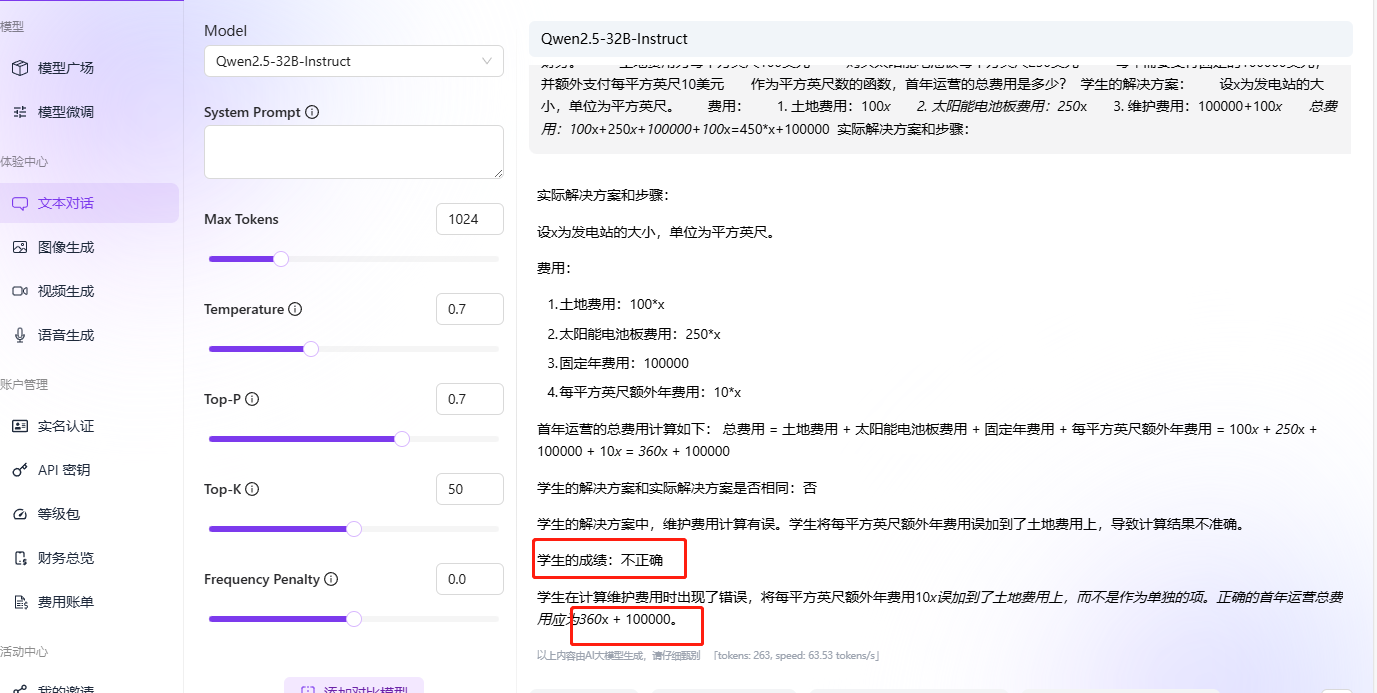 模型
模型广场
模型微调
体验中心
文本对话
图像生成
视频生成
语音生成
账户管理
实名认证
API 密钥
等级包
财务总览
费用账单
活动中心
我的邀请
Model
Qwen2.5-32B-Instruct
System Prompt
Max Tokens
1024
Temperature
0.7
Top-P
0.7
Top-K
50
Frequency Penalty
0.0
添加对比模型
Qwen2.5-32B-Instruct
并额外支付每平方英尺10美元 作为平方英尺数的函数，首年运营的总费用是多少？ 学生的解决方案： 设x为发电站的大
小，单位为平方英尺。 费用： 1. 土地费用：100x 2. 太阳能电池板费用：250x 3. 维护费用：100000+100x 总费
用：100x+250x+100000+100x=450*x+100000 实际解决方案和步骤：
实际解决方案和步骤：
设x为发电站的大小，单位为平方英尺。
费用：
1.土地费用：100*x
2.太阳能电池板费用：250*x
3.固定年费用：100000
4.每平方英尺额外年费用：10*x
首年运营的总费用计算如下： 总费用 = 土地费用 + 太阳能电池板费用 + 固定年费用 + 每平方英尺额外年费用 = 100x + 250x +
100000 + 10x = 360x + 100000
学生的解决方案和实际解决方案是否相同：否
学生的解决方案中，维护费用计算有误。学生将每平方英尺额外年费用误加到了土地费用上，导致计算结果不准确。
学生的成绩：不正确
学生在计算维护费用时出现了错误，将每平方英尺额外年费用10x误加到了土地费用上，而不是作为单独的项。正确的首年运营总费
用应为360x + 100000。
以上内容由AI大模型生成，请仔细甄别 「tokens: 263, speed: 63.53 tokens/s」